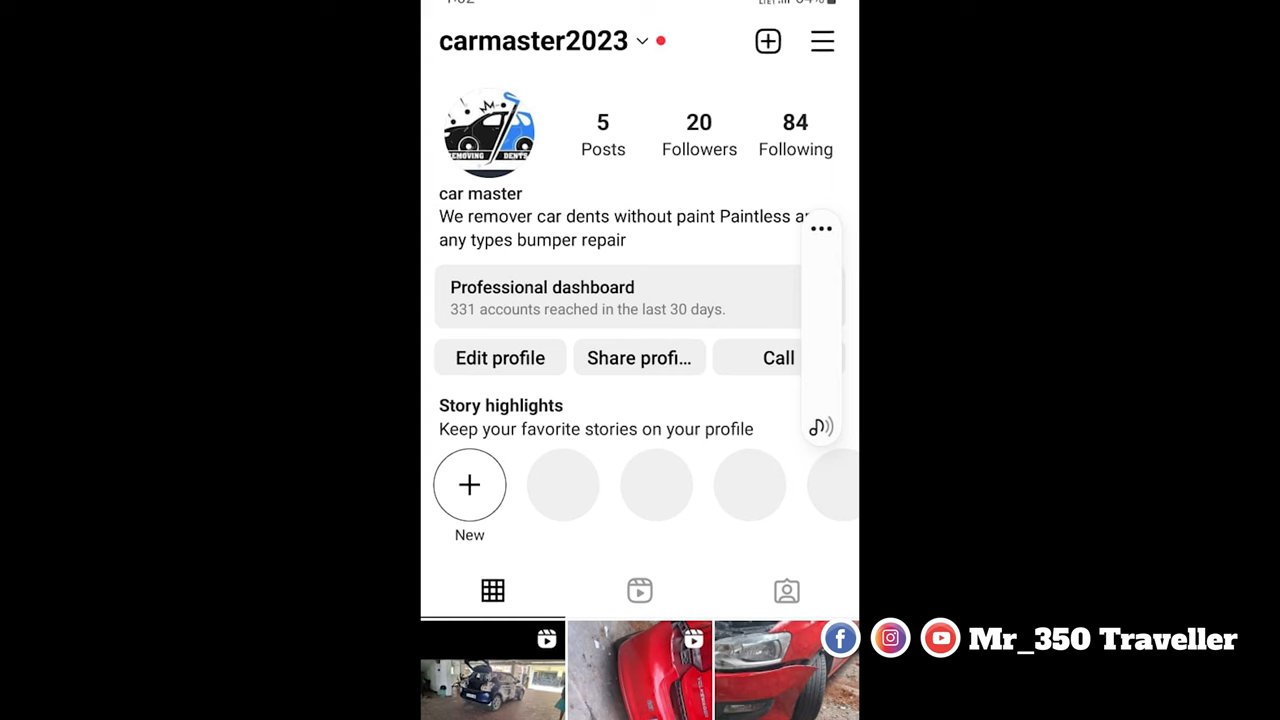 carmaster2023
5
Posts
20
Followers
84
Following
REMOVING DENTS
car master
We remover car dents without paint Paintless
any types bumper repair
Professional dashboard
331 accounts reached in the last 30 days.
Edit profile
Share profi...
Call
Story highlights
Keep your favorite stories on your profile
New
Mr_350 Traveller